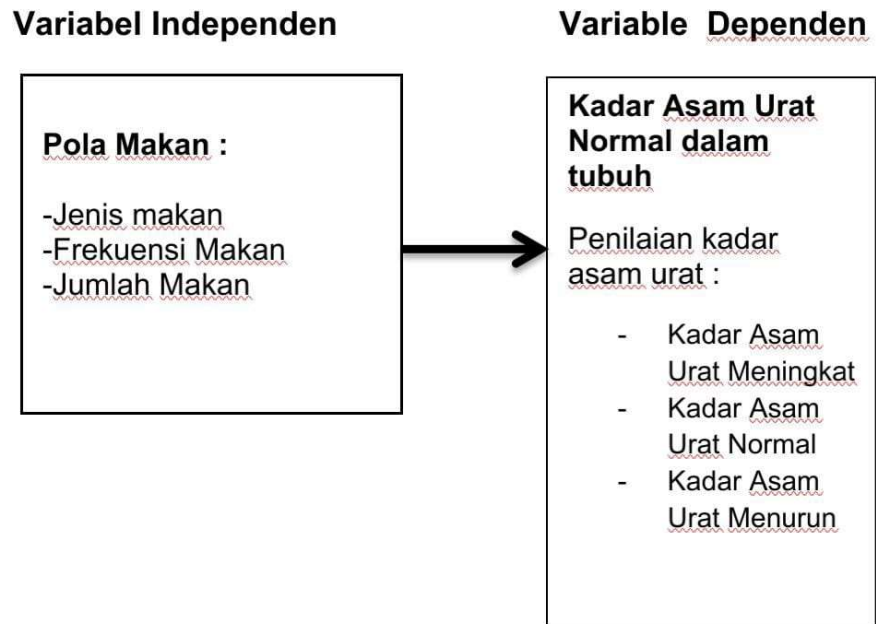 Variabel Independen
Variable Dependen
Pola Makan :
-Jenis makan
-Frekuensi Makan
-Jumlah Makan
Kadar Asam Urat
Normal dalam
tubuh
Penilaian kadar
asam urat :
- Kadar Asam
Urat Meningkat
- Kadar Asam
Urat Normal
- Kadar Asam
Urat Menurun